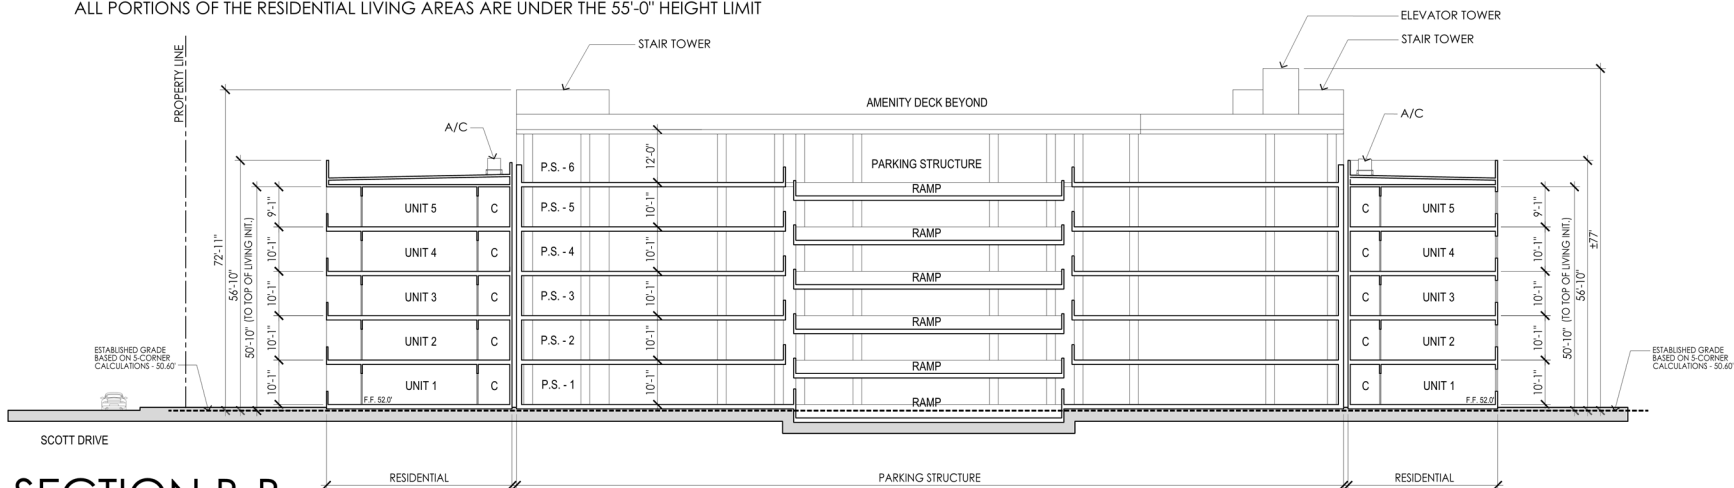 ALL PORTIONS OF THE RESIDENTIAL LIVING AREAS ARE UNDER THE 55'-0" HEIGHT LIMIT
ELEVATOR TOWER
STAIR TOWER
STAIR TOWER
PROPERTY LINE
AMENITY DECK BEYOND
A/C
A/C
72'-11"
56'-10"
50'-10" (TO TOP OF LIVING INIT.)
9'-1"
10'-1"
10'-1"
10'-1"
10'-1"
UNIT 5
C
UNIT 4
C
UNIT 3
C
UNIT 2
C
UNIT 1
C
F.F. 52.0'
P.S. - 6
P.S. - 5
P.S. - 4
P.S. - 3
P.S. - 2
P.S. - 1
12'-0"
10'-1"
10'-1"
10'-1"
10'-1"
10'-1"
PARKING STRUCTURE
RAMP
RAMP
RAMP
RAMP
RAMP
RAMP
C
UNIT 5
C
UNIT 4
C
UNIT 3
C
UNIT 2
C
UNIT 1
F.F. 52.0'
9'-1"
10'-1"
10'-1"
10'-1"
10'-1"
50'-10" (TO TOP OF LIVING INIT.)
56'-10"
±77"
ESTABLISHED GRADE
BASED ON 5-CORNER
CALCULATIONS - 50.60'
ESTABLISHED GRADE
BASED ON 5-CORNER
CALCULATIONS - 50.60'
SCOTT DRIVE
RESIDENTIAL
PARKING STRUCTURE
RESIDENTIAL
SECTION B-B